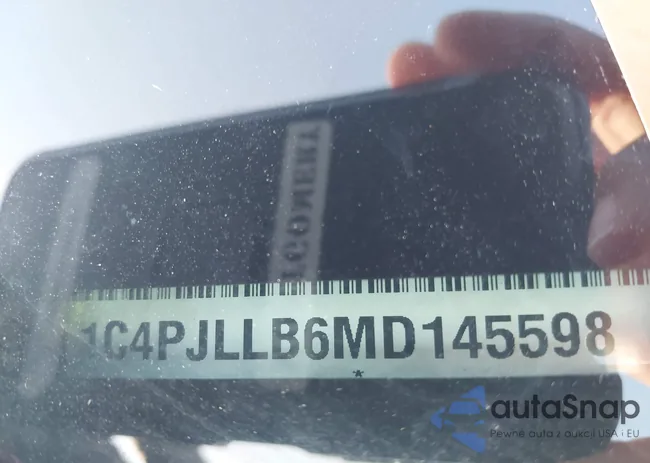 1C4PJLLB6MD145598
*
autaSnap
Pewne auta z aukcji USA i EU